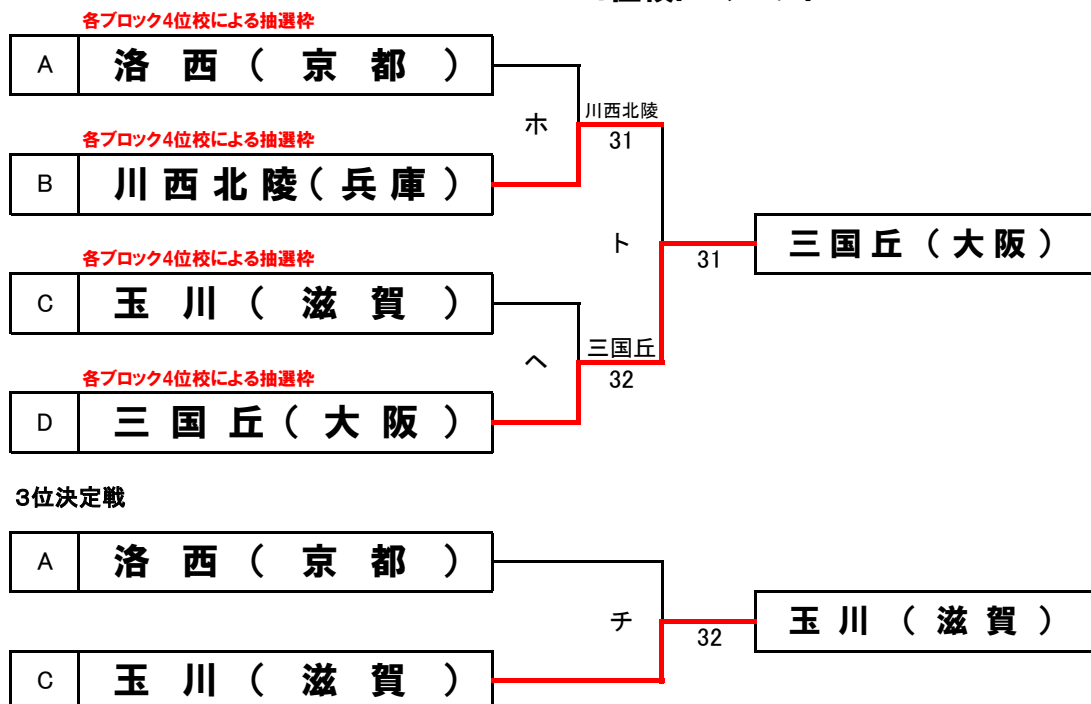 各ブロック4位校による抽選枠
A 洛西(京都)
ホ
川西北陵
31
各ブロック4位校による抽選枠
B 川西北陵(兵庫)
ト
31
三国丘(大阪)
各ブロック4位校による抽選枠
C 玉川(滋賀)
ヘ
三国丘
32
各ブロック4位校による抽選枠
D 三国丘(大阪)
3位決定戦
A 洛西(京都)
チ
32
玉川(滋賀)
C 玉川(滋賀)